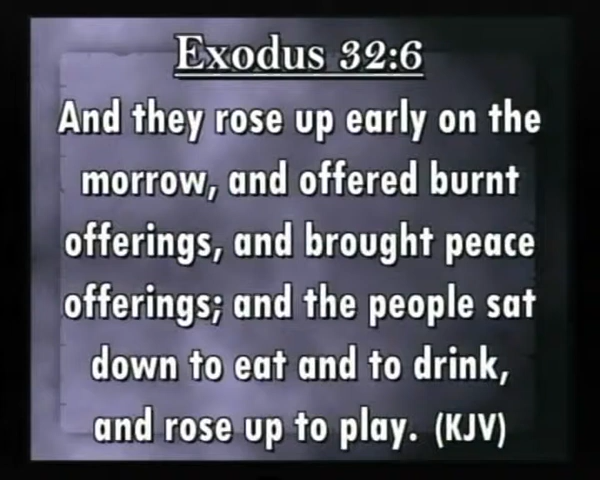 Exodus 32:6
And they rose up early on the
morrow, and offered burnt
offerings, and brought peace
offerings; and the people sat
down to eat and to drink,
and rose up to play. (KJV)